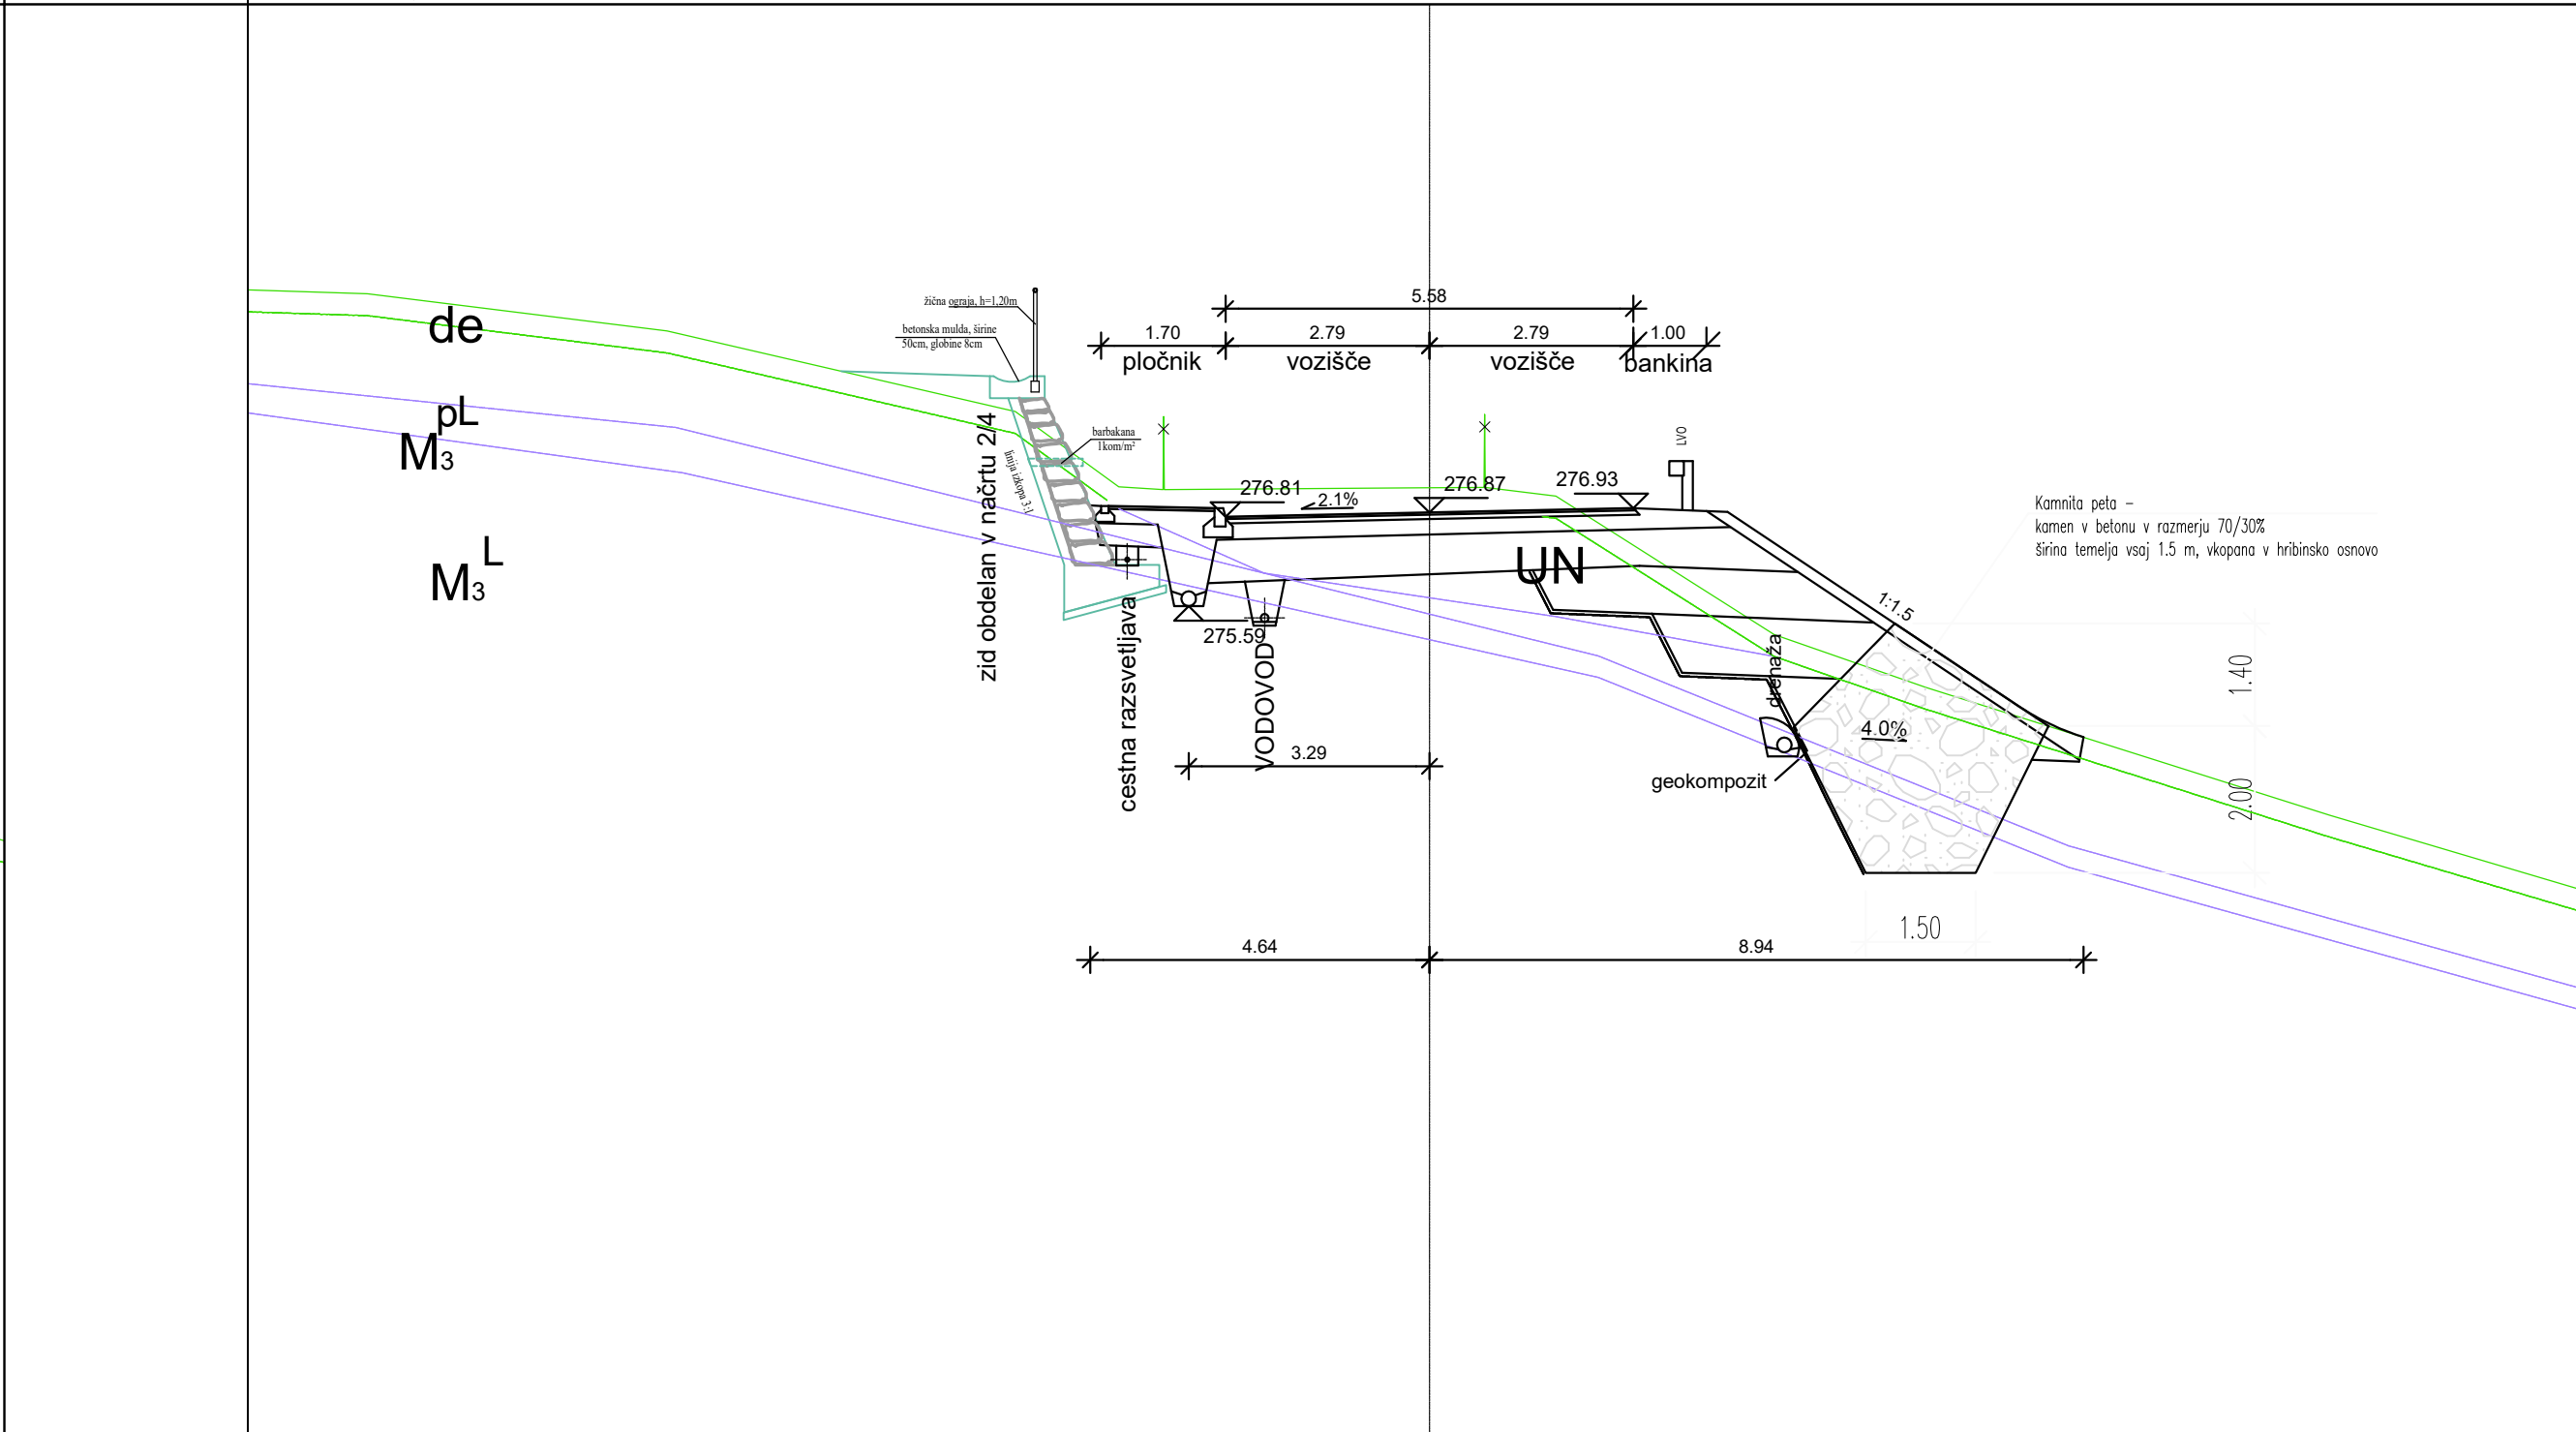 de
pL
M3
L
M3
žična ograja, h=1,20m
betonska mulda, širine
50cm, globine 8cm
zid obdelan v načrtu 2/4
linija izkopa 3:1
barbakana
1kom/m²
5.58
1.70
2.79
2.79
1.00
pločnik
vozišče
vozišče
bankina
276.81
2.1%
276.87
276.93
LVO
UN
275.59
cestna razsvetljava
VODOVOD
3.29
drenaža
geokompozit
4.0%
1:1.5
Kamnita peta –
kamen v betonu v razmerju 70/30%
širina temelja vsaj 1.5 m, vkopana v hribinsko osnovo
1.40
2.00
1.50
4.64
8.94